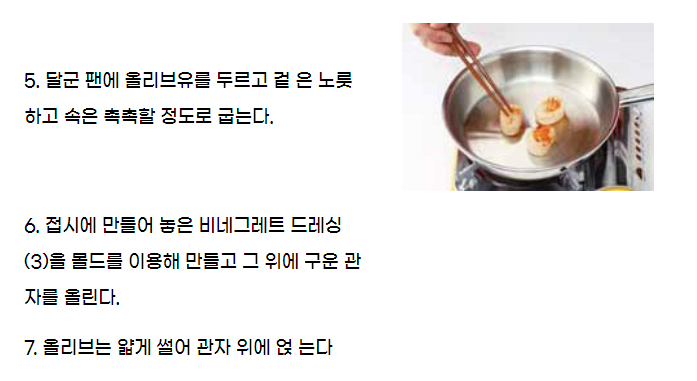 5. 달군 팬에 올리브유를 두르고 겉 은 노릇
하고 속은 촉촉할 정도로 굽는다.
6. 접시에 만들어 놓은 비네그레트 드레싱
(3)을 몰드를 이용해 만들고 그 위에 구운 관
자를 올린다.
7. 올리브는 얇게 썰어 관자 위에 얹 는다